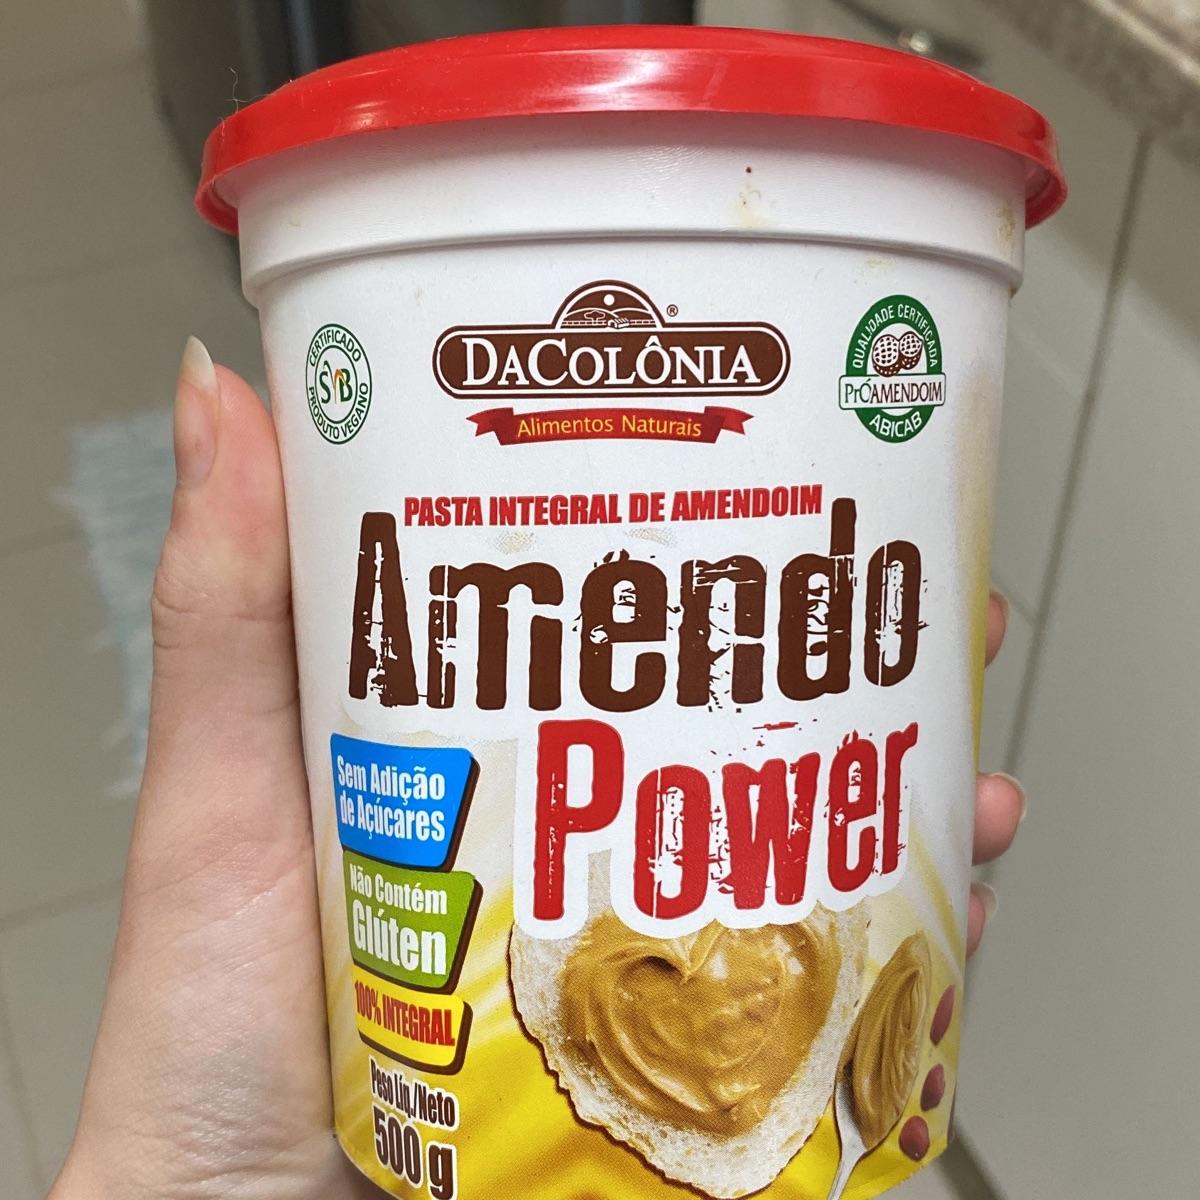 DACOLÔNIA ®
Alimentos Naturais
CERTIFICADO
SVB
PRODUTO VEGANO
QUALIDADE CERTIFICADA
PrÓAMENDOIM
ABICAB
PASTA INTEGRAL DE AMENDOIM
Amendo
Power
Sem Adição
de Açúcares
Não Contém
Glúten
100% INTEGRAL
Peso Líq./Neto
500 g